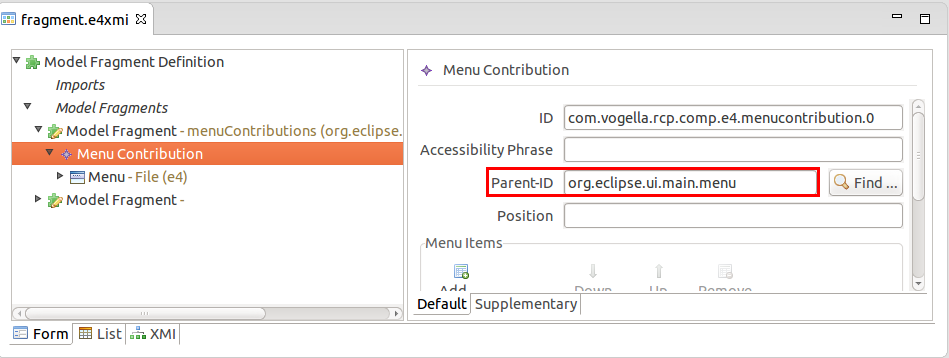 fragment.e4xmi
Model Fragment Definition
Imports
Model Fragments
Model Fragment - menuContributions (org.eclipse.
Menu Contribution
Menu - File (e4)
Model Fragment -
Menu Contribution
ID com.vogella.rcp.comp.e4.menucontribution.0
Accessibility Phrase
Parent-ID org.eclipse.ui.main.menu Find ...
Position
Menu Items
Add Down Up Remove
Default Supplementary
Form List XMI